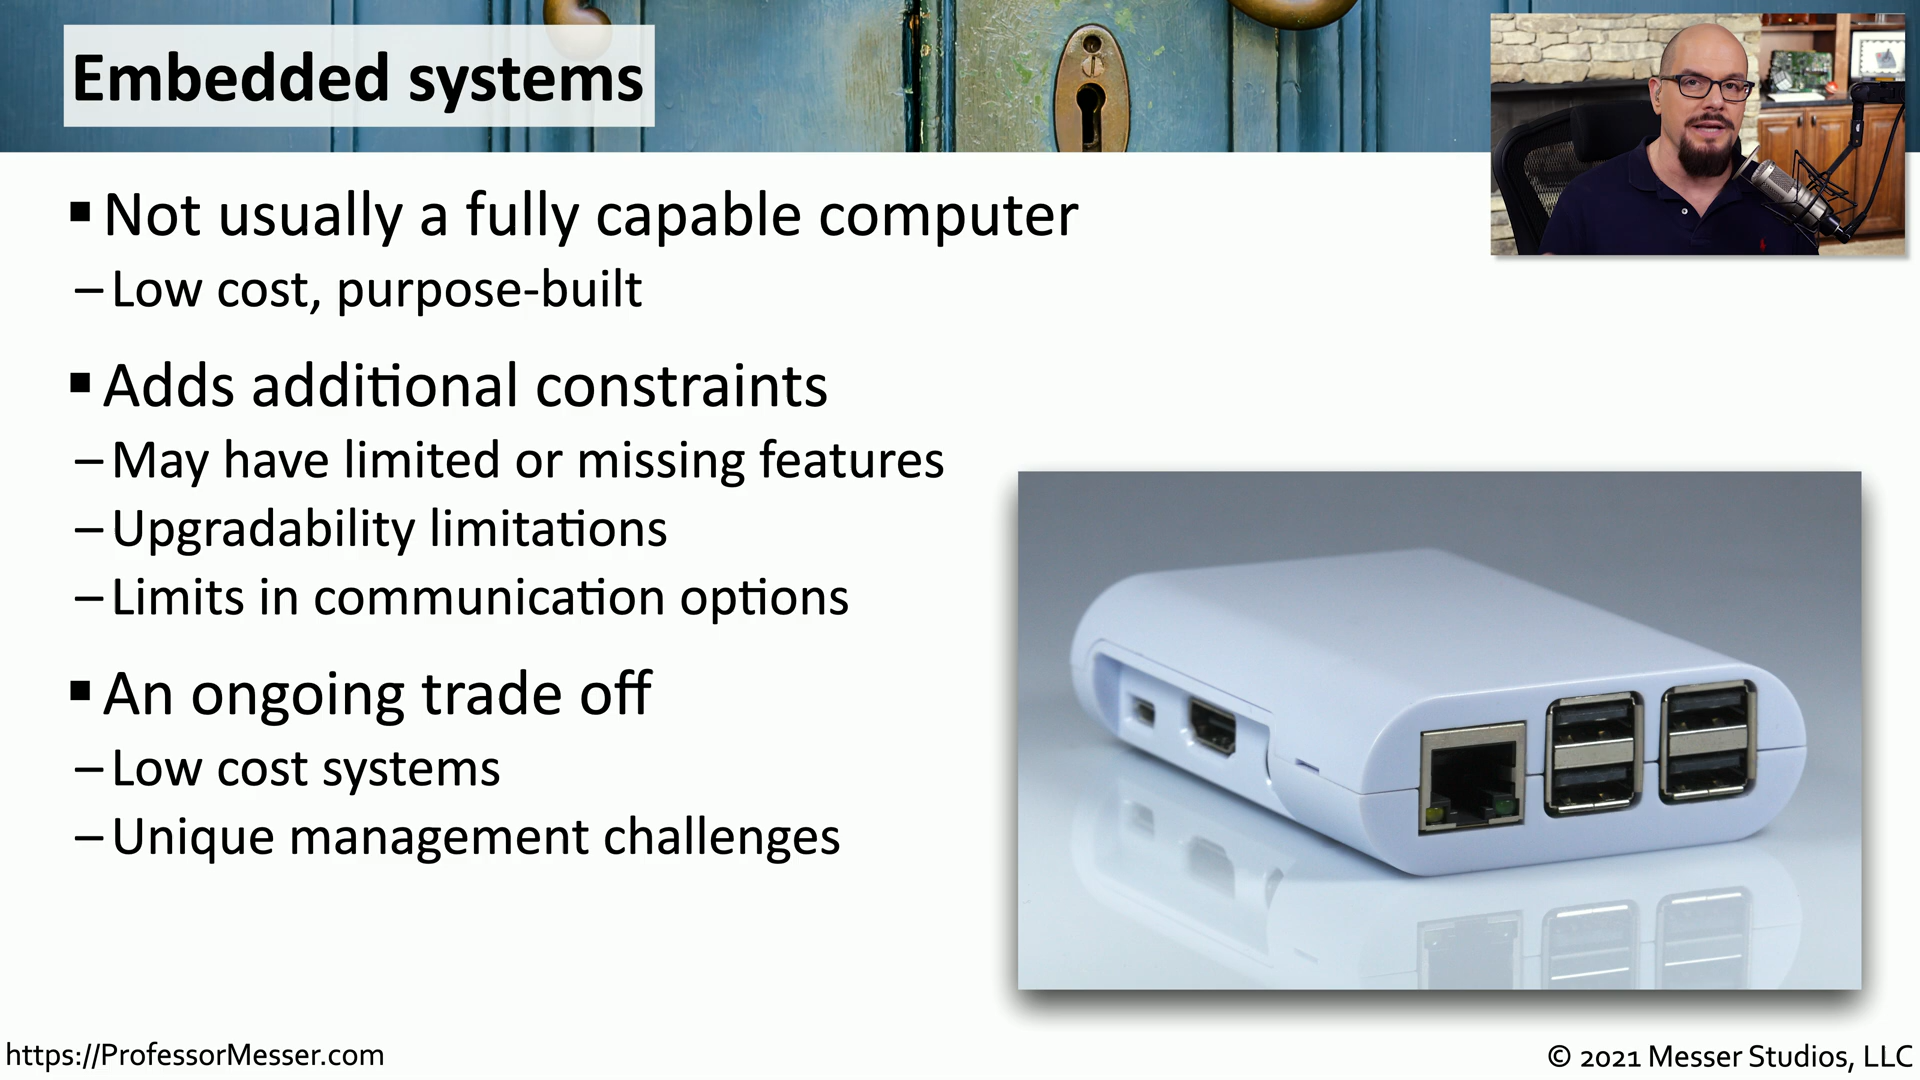 Embedded systems
▪ Not usually a fully capable computer
– Low cost, purpose-built
▪ Adds additional constraints
– May have limited or missing features
– Upgradability limitations
– Limits in communication options
▪ An ongoing trade off
– Low cost systems
– Unique management challenges
https://ProfessorMesser.com
© 2021 Messer Studios, LLC